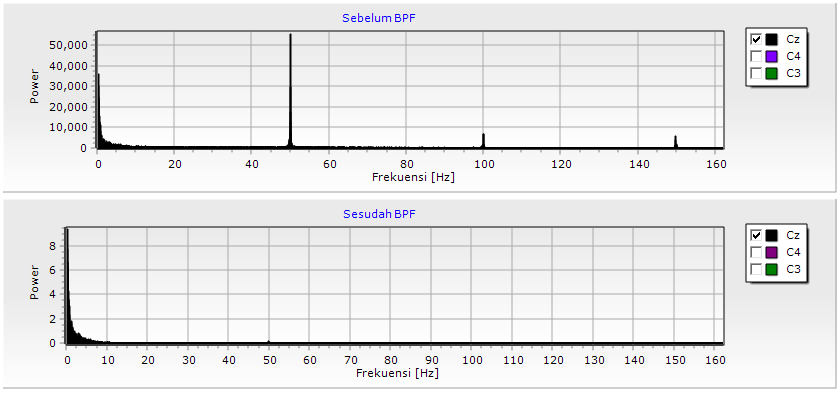 Sebelum BPF
Power
50,000
40,000
30,000
20,000
10,000
0
0 20 40 60 80 100 120 140 160
Frekuensi [Hz]
Cz
C4
C3
Sesudah BPF
Power
8
6
4
2
0
0 10 20 30 40 50 60 70 80 90 100 110 120 130 140 150 160
Frekuensi [Hz]
Cz
C4
C3